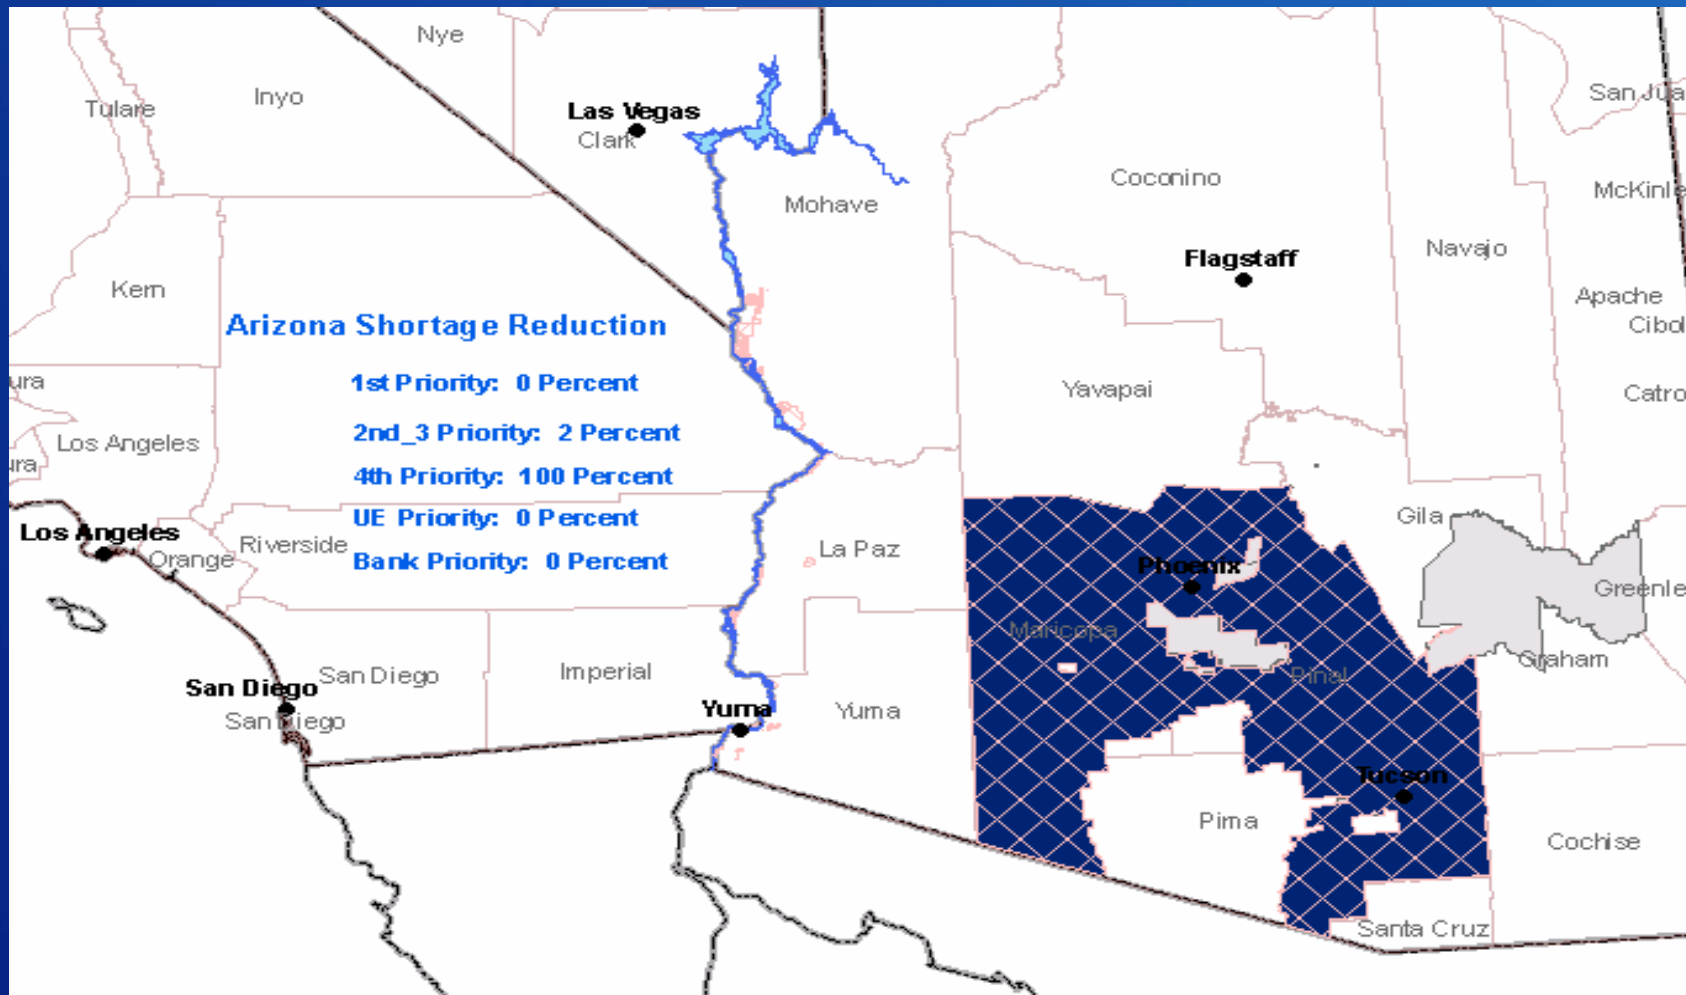 Nye
Inyo
Tulare
Las Vegas
Clark
San Jua
Mohave
Coconino
McKinle
Navajo
Flagstaff
Kern
Apache
Cibol
Arizona Shortage Reduction
1st Priority: 0 Percent
2nd_3 Priority: 2 Percent
4th Priority: 100 Percent
UE Priority: 0 Percent
Bank Priority: 0 Percent
ura
Los Angeles
ura
Yavapai
Catro
Los Angeles
Orange
Riverside
La Paz
Gila
Phoenix
Greenle
Maricopa
Pinal
Graham
San Diego
San Diego
San Diego
Imperial
Yuma
Yuma
Tucson
Pima
Cochise
Santa Cruz